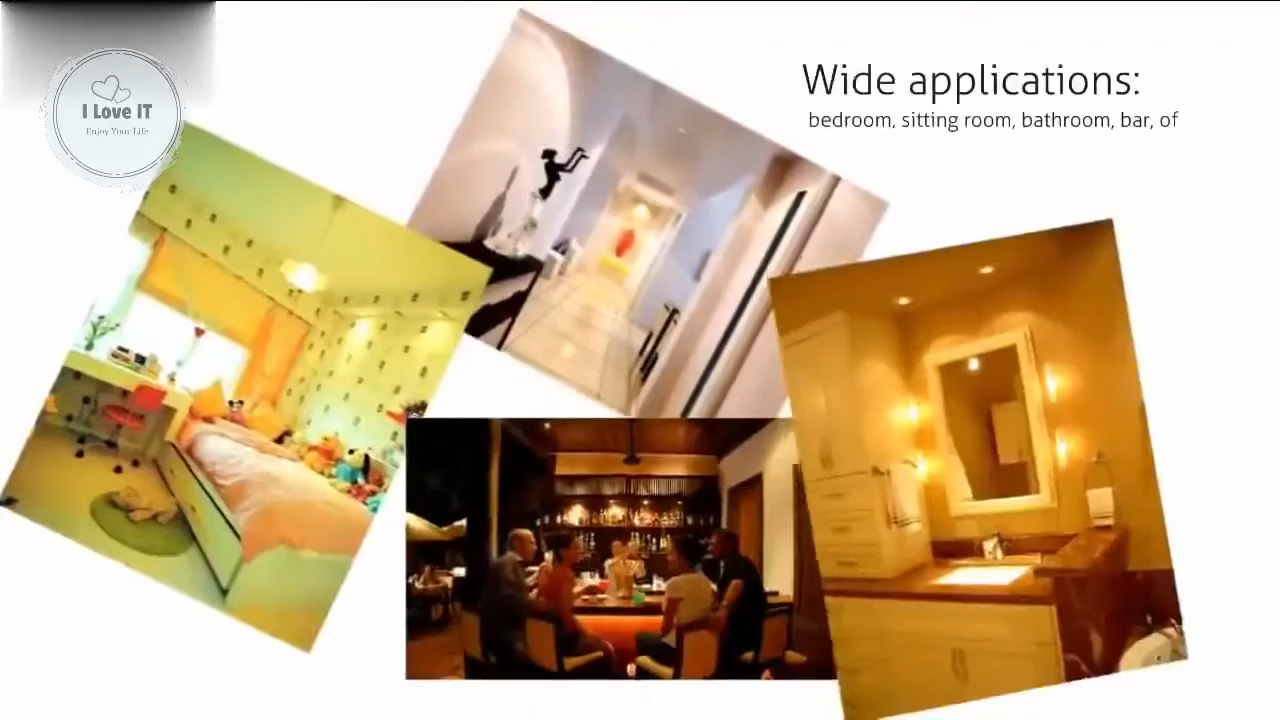 I Love IT
Enjoy Your Life
Wide applications:
bedroom, sitting room, bathroom, bar, of